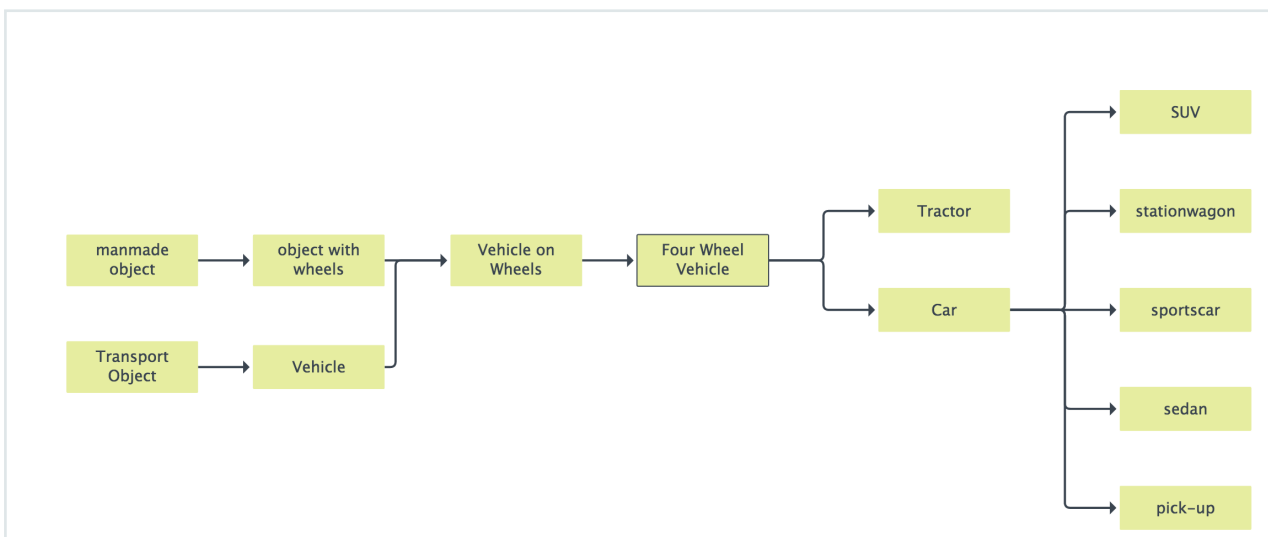 manmade
object
object with
wheels
Vehicle on
Wheels
Four Wheel
Vehicle
Transport
Object
Vehicle
Tractor
Car
SUV
stationwagon
sportscar
sedan
pick-up